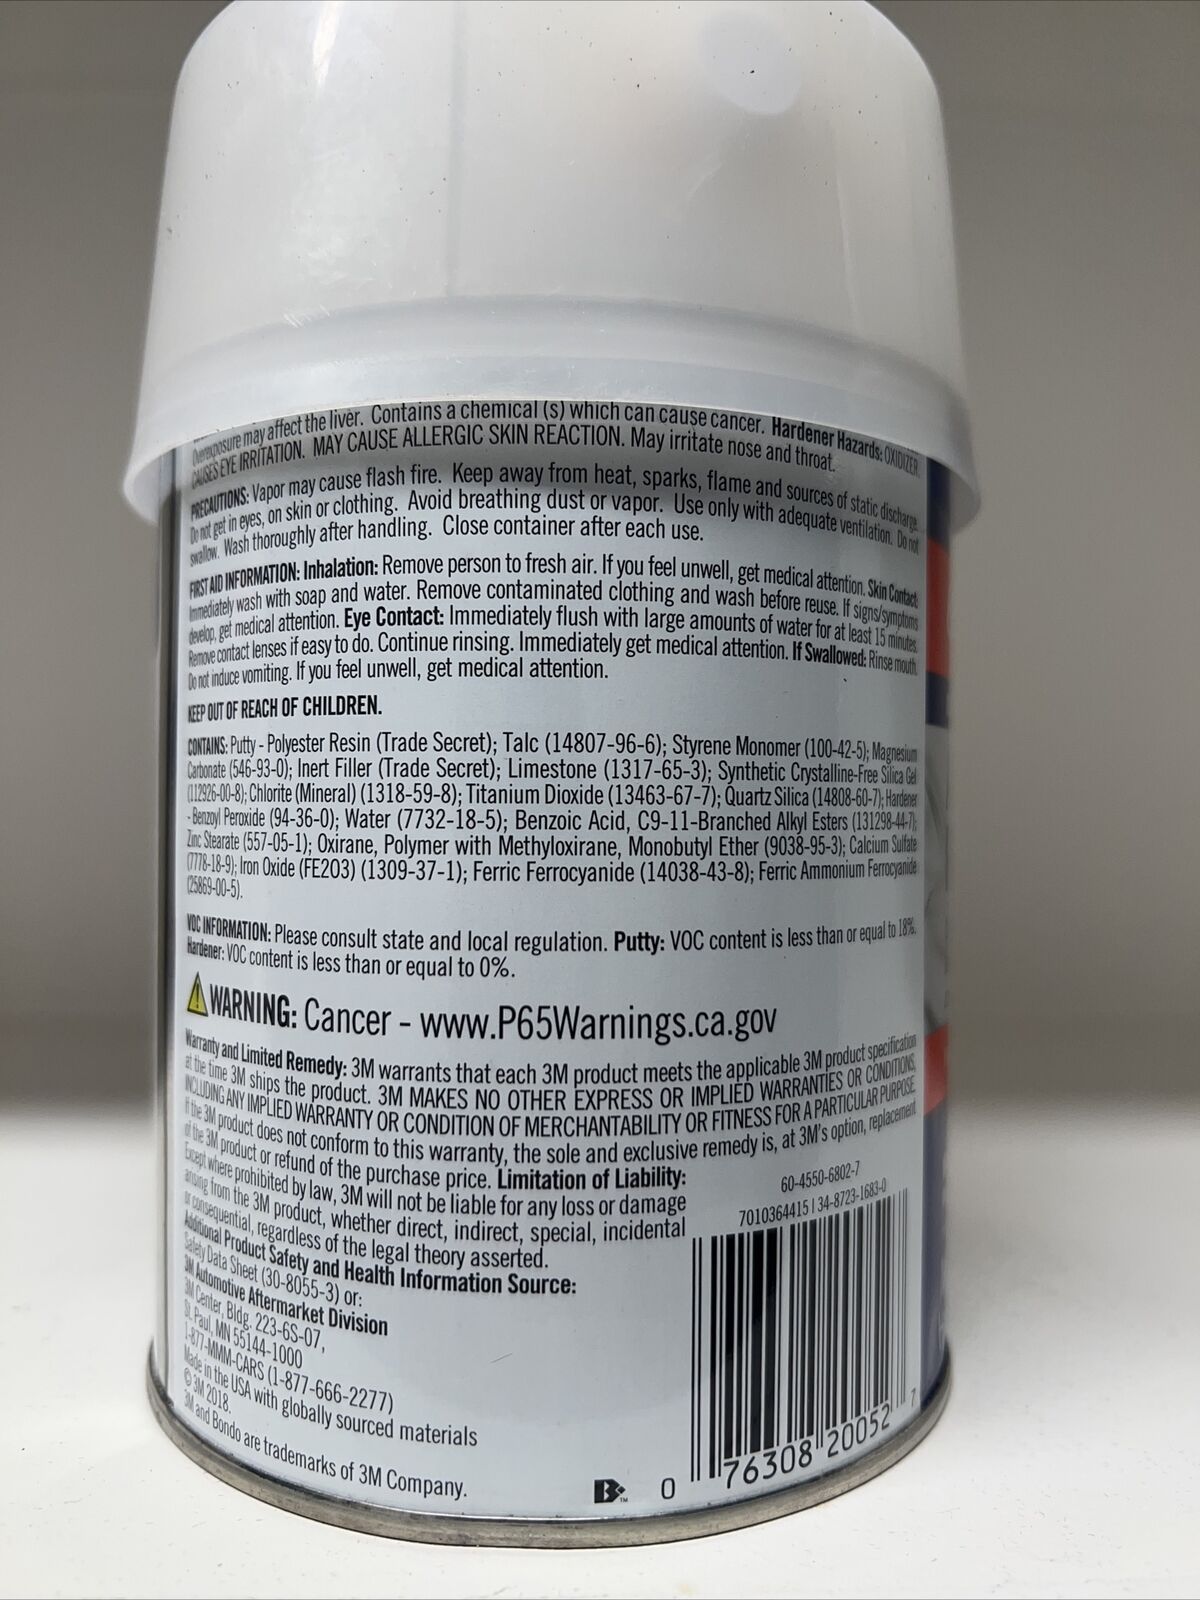 Overexposure may affect the liver. Contains a chemical (s) which can cause cancer. Hardener Hazards: OXIDIZER.
CAUSES EYE IRRITATION. MAY CAUSE ALLERGIC SKIN REACTION. May irritate nose and throat.
PRECAUTIONS: Vapor may cause flash fire. Keep away from heat, sparks, flame and sources of static discharge.
Do not get in eyes, on skin or clothing. Avoid breathing dust or vapor. Use only with adequate ventilation. Do not
swallow. Wash thoroughly after handling. Close container after each use.
FIRST AID INFORMATION: Inhalation: Remove person to fresh air. If you feel unwell, get medical attention. Skin Contact:
Immediately wash with soap and water. Remove contaminated clothing and wash before reuse. If signs/symptoms
develop, get medical attention. Eye Contact: Immediately flush with large amounts of water for at least 15 minutes.
Remove contact lenses if easy to do. Continue rinsing. Immediately get medical attention. If Swallowed: Rinse mouth.
Do not induce vomiting. If you feel unwell, get medical attention.
KEEP OUT OF REACH OF CHILDREN.
CONTAINS: Putty - Polyester Resin (Trade Secret); Talc (14807-96-6); Styrene Monomer (100-42-5); Magnesium
Carbonate (546-93-0); Inert Filler (Trade Secret); Limestone (1317-65-3); Synthetic Crystalline-Free Silica Gel
(112926-00-8); Chlorite (Mineral) (1318-59-8); Titanium Dioxide (13463-67-7); Quartz Silica (14808-60-7); Hardener
- Benzoyl Peroxide (94-36-0); Water (7732-18-5); Benzoic Acid, C9-11-Branched Alkyl Esters (131298-44-7);
Zinc Stearate (557-05-1); Oxirane, Polymer with Methyloxirane, Monobutyl Ether (9038-95-3); Calcium Sulfate
(7778-18-9); Iron Oxide (FE2O3) (1309-37-1); Ferric Ferrocyanide (14038-43-8); Ferric Ammonium Ferrocyanide
(25869-00-5).
VOC INFORMATION: Please consult state and local regulation. Putty: VOC content is less than or equal to 18%.
Hardener: VOC content is less than or equal to 0%.
WARNING: Cancer - www.P65Warnings.ca.gov
Warranty and Limited Remedy: 3M warrants that each 3M product meets the applicable 3M product specification
at the time 3M ships the product. 3M MAKES NO OTHER EXPRESS OR IMPLIED WARRANTIES OR CONDITIONS,
INCLUDING ANY IMPLIED WARRANTY OR CONDITION OF MERCHANTABILITY OR FITNESS FOR A PARTICULAR PURPOSE.
If the 3M product does not conform to this warranty, the sole and exclusive remedy is, at 3M's option, replacement
of the 3M product or refund of the purchase price. Limitation of Liability:
Except where prohibited by law, 3M will not be liable for any loss or damage
arising from the 3M product, whether direct, indirect, special, incidental
or consequential, regardless of the legal theory asserted.
Additional Product Safety and Health Information Source:
Safety Data Sheet (30-8055-3) or:
3M Automotive Aftermarket Division
3M Center, Bldg. 223-6S-07,
St. Paul, MN 55144-1000
1-877-MMM-CARS (1-877-666-2277)
Made in the USA with globally sourced materials
© 3M 2018.
3M and Bondo are trademarks of 3M Company.
60-4550-6802-7
7010364415 | 34-8723-1683-0
B
0 76308 20052 7